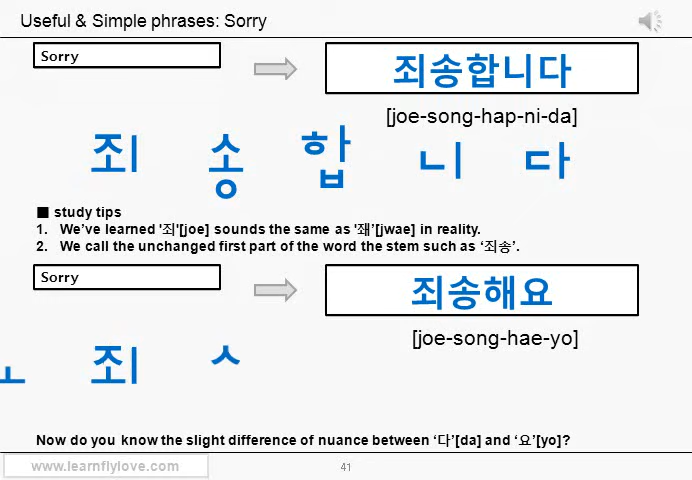 Useful & Simple phrases: Sorry
Sorry
죄송합니다
[joe-song-hap-ni-da]
죄 송 합 니 다
■ study tips
1. We’ve learned '죄'[joe] sounds the same as '좨’[jwae] in reality.
2. We call the unchanged first part of the word the stem such as ‘죄송’.
Sorry
죄송해요
[joe-song-hae-yo]
ㅗ 죄 ㅅ
Now do you know the slight difference of nuance between ‘다’[da] and ‘요’[yo]?
www.learnflylove.com
41